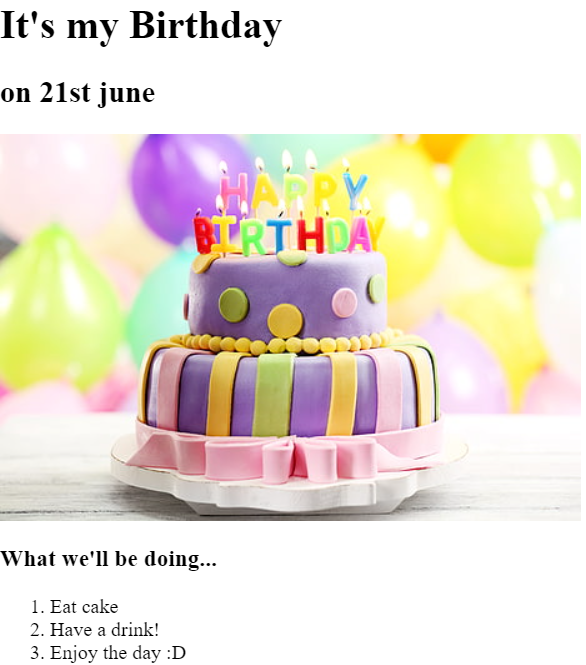 It's my Birthday
on 21st june
HAPPY
BIRTHDAY
What we'll be doing...
1. Eat cake
2. Have a drink!
3. Enjoy the day :D